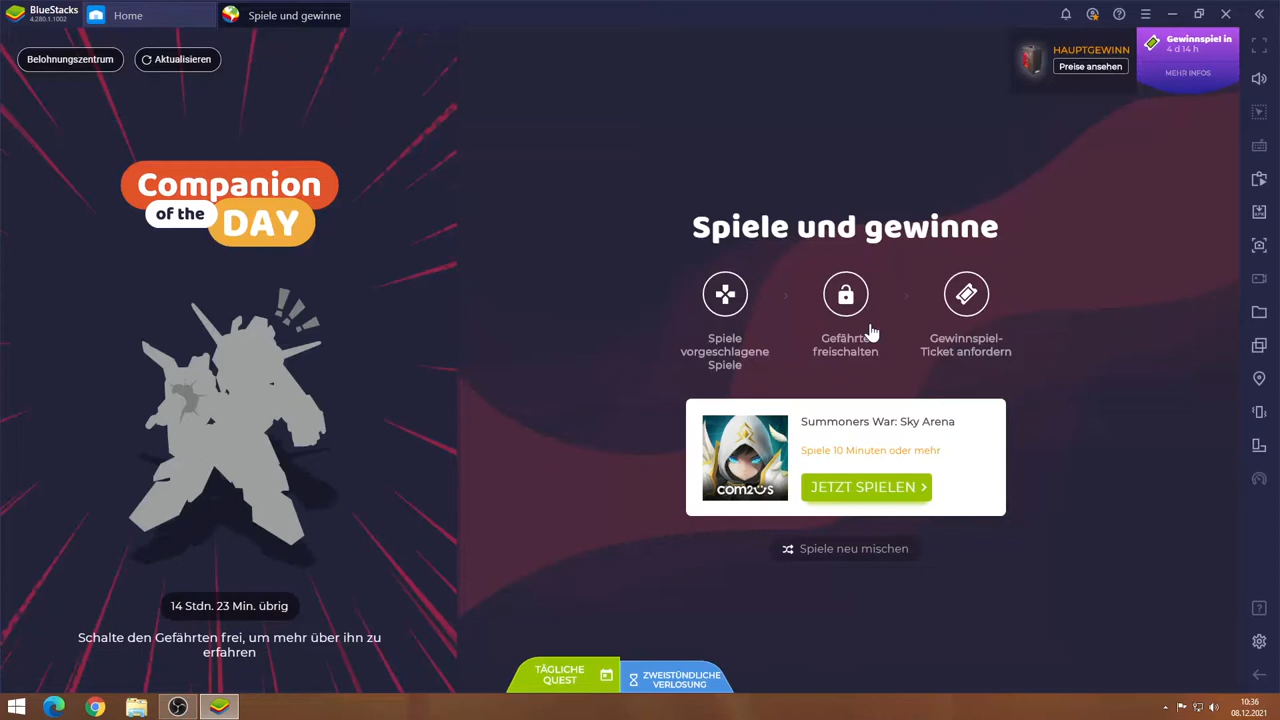 BlueStacks
4.280.1.1002
Home
Spiele und gewinne
Belohnungszentrum
Aktualisieren
HAUPTGEWINN
Preise ansehen
Gewinnspiel in
4 d 14 h
MEHR INFOS
Companion
of the
DAY
14 Stdn. 23 Min. übrig
Schalte den Gefährten frei, um mehr über ihn zu
erfahren
Spiele und gewinne
Spiele
vorgeschlagene
Spiele
Gefährten
freischalten
Gewinnspiel-
Ticket anfordern
com2us
Summoners War: Sky Arena
Spiele 10 Minuten oder mehr
JETZT SPIELEN
Spiele neu mischen
TÄGLICHE
QUEST
ZWEISTÜNDLICHE
VERLOSUNG
10:36
08.12.2021